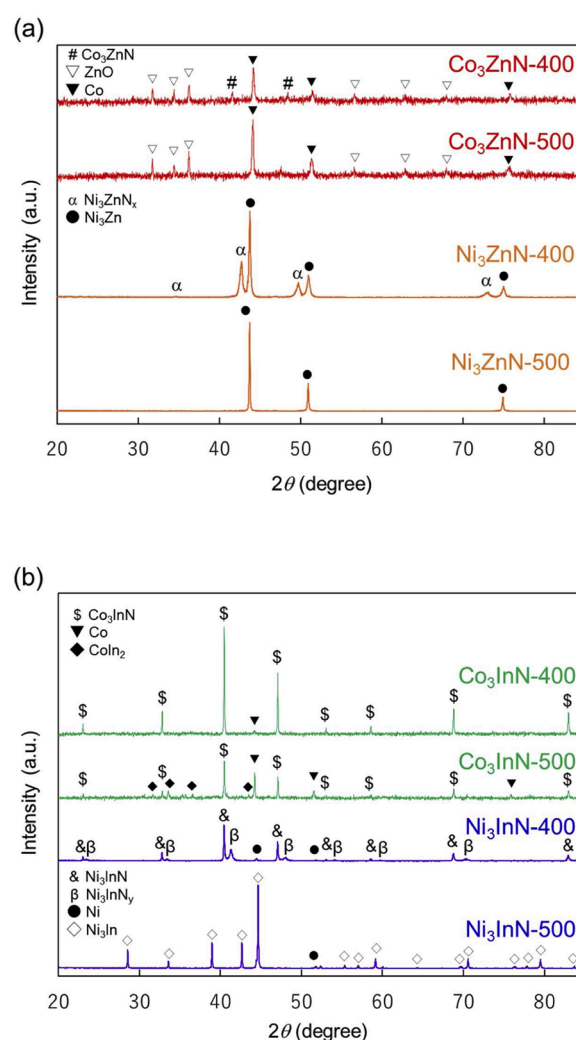 (a)
# Co₃ZnN
▽ ZnO
▼ Co
Co₃ZnN-400
# #
Co₃ZnN-500
α Ni₃ZnNₓ
● Ni₃Zn
Ni₃ZnN-400
α α α α
Ni₃ZnN-500
Intensity (a.u.)
20 30 40 50 60 70 80
2θ (degree)
(b)
$ Co₃InN
▼ Co
◆ CoIn₂
$ $ $ $ $ $ $ $
Co₃InN-400
$ $ $ $ $ $ $ $
Co₃InN-500
&β &β & β & β &β &β & β &
Ni₃InN-400
& Ni₃InN
β Ni₃InNᵧ
● Ni
◇ Ni₃In
Ni₃InN-500
Intensity (a.u.)
20 30 40 50 60 70 80
2θ (degree)